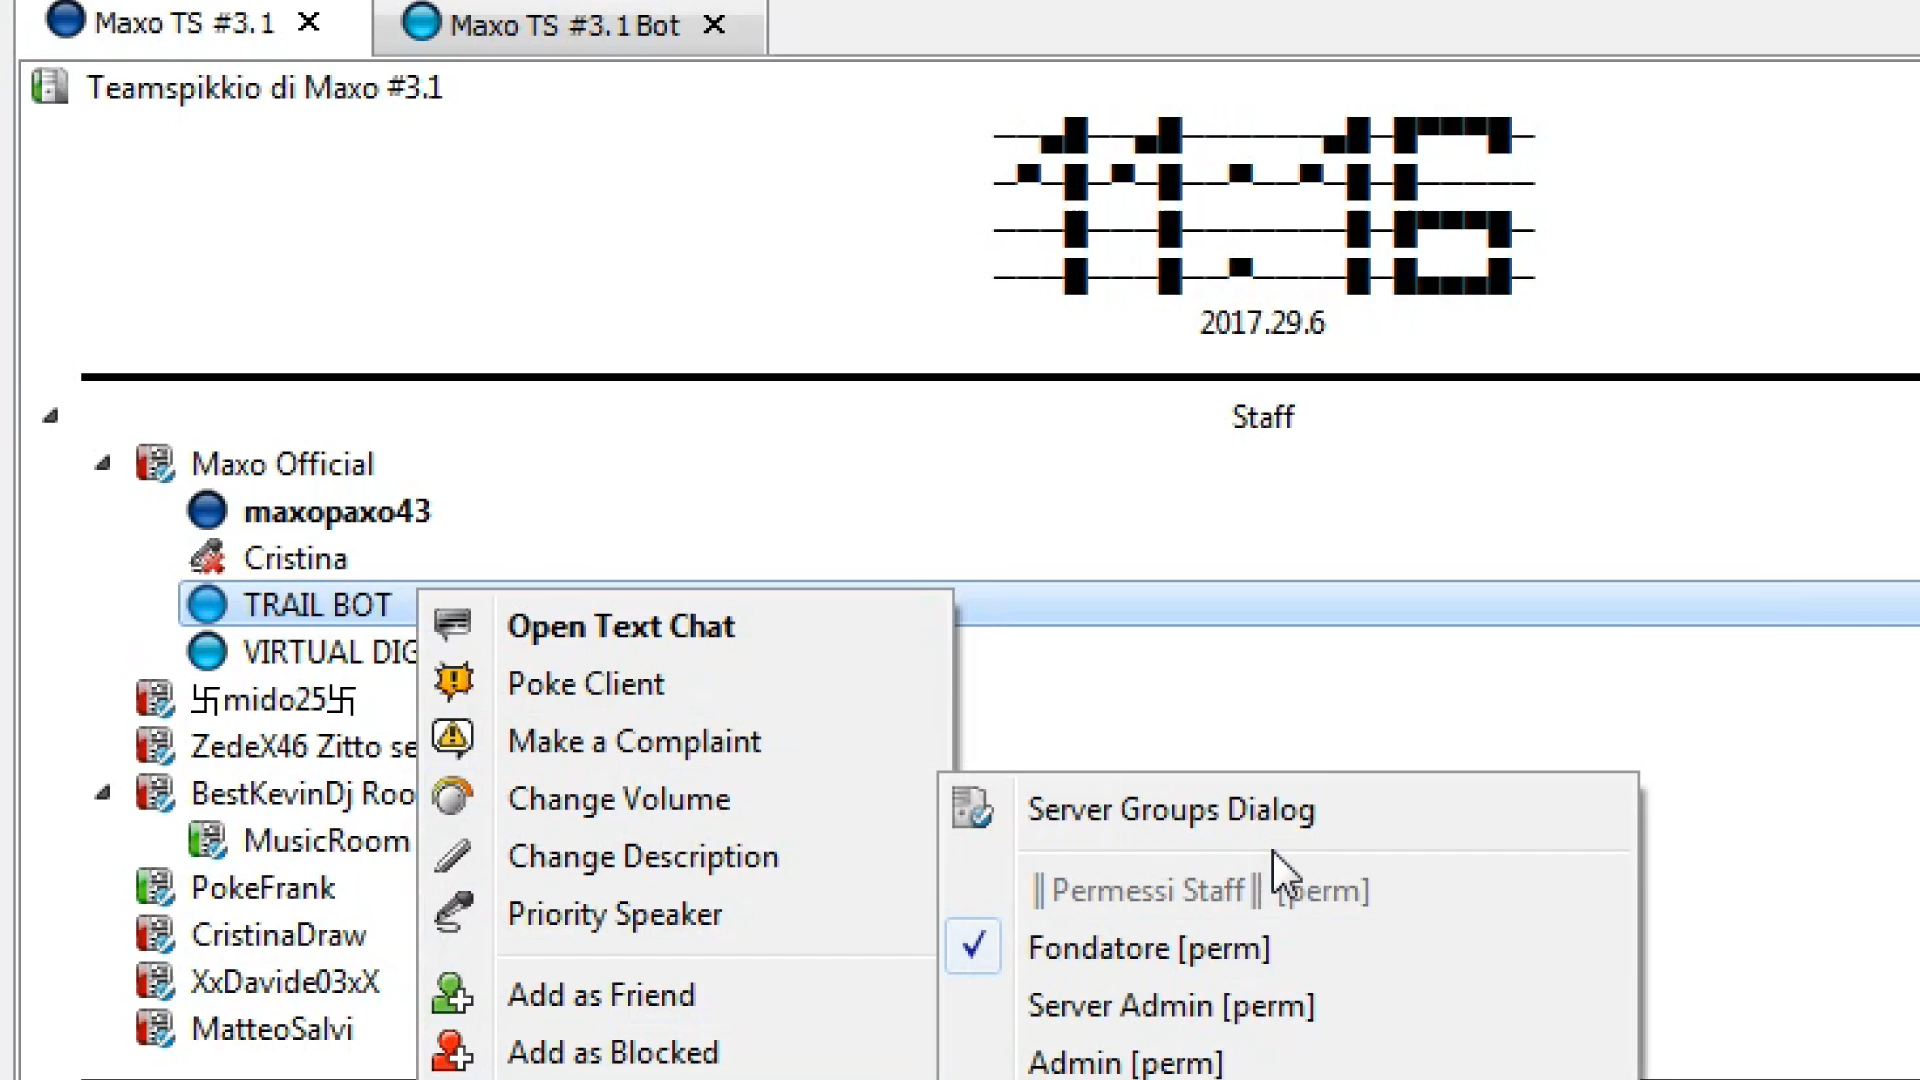 Maxo TS #3.1
Maxo TS #3.1 Bot
Teamspikkio di Maxo #3.1
11:16
2017.29.6
Staff
Maxo Official
maxopaxo43
Cristina
TRAIL BOT
VIRTUAL DIG
卐mido25卐
ZedeX46 Zitto se
BestKevinDj Roo
MusicRoom
PokeFrank
CristinaDraw
XxDavide03xX
MatteoSalvi
Open Text Chat
Poke Client
Make a Complaint
Change Volume
Change Description
Priority Speaker
Add as Friend
Add as Blocked
Server Groups Dialog
║Permessi Staff║ [perm]
Fondatore [perm]
Server Admin [perm]
Admin [perm]